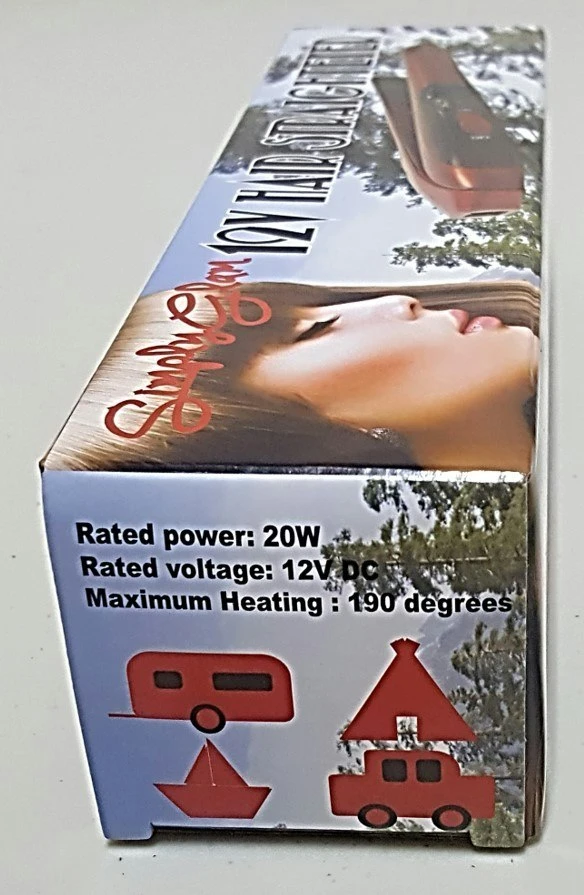 Simply Glam 12V HAIR STRAIGHTENER
Rated power: 20W
Rated voltage: 12V DC
Maximum Heating : 190 degrees